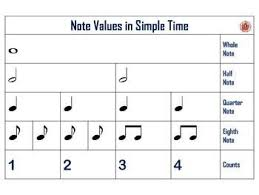 Note Values in Simple Time
Whole
Note
Half
Note
Quarter
Note
Eighth
Note
1 2 3 4 Counts